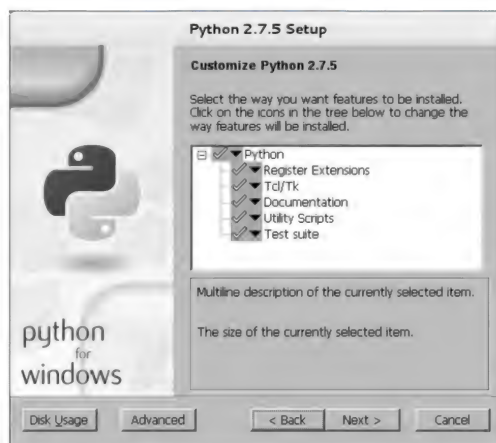 Python 2.7.5 Setup
Customize Python 2.7.5
Select the way you want features to be installed.
Click on the icons in the tree below to change the
way features will be installed.
Python
Register Extensions
Tcl/Tk
Documentation
Utility Scripts
Test suite
Multiline description of the currently selected item.
The size of the currently selected item.
python
for
windows
Disk Usage
Advanced
< Back
Next >
Cancel